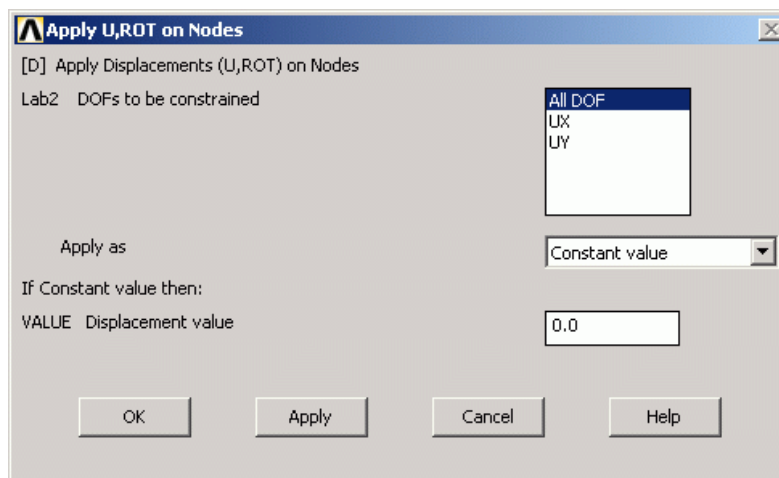 Apply U,ROT on Nodes
[D] Apply Displacements (U,ROT) on Nodes
Lab2 DOFs to be constrained
All DOF
UX
UY
Apply as
Constant value
If Constant value then:
VALUE Displacement value
0.0
OK
Apply
Cancel
Help